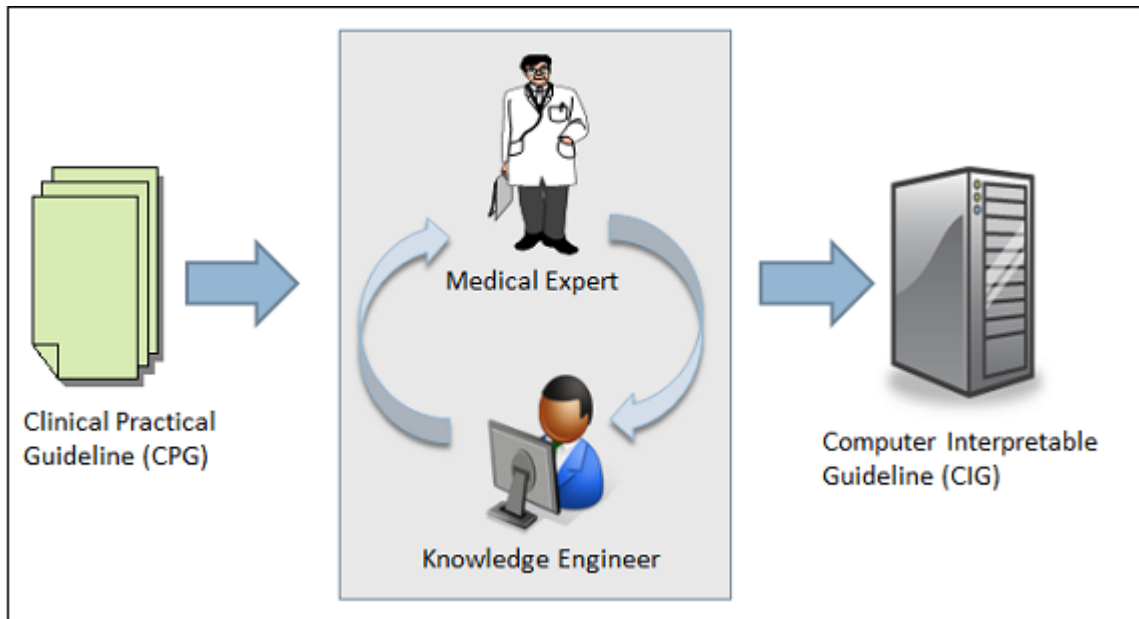 Medical Expert
Clinical Practical
Guideline (CPG)
Knowledge Engineer
Computer Interpretable
Guideline (CIG)